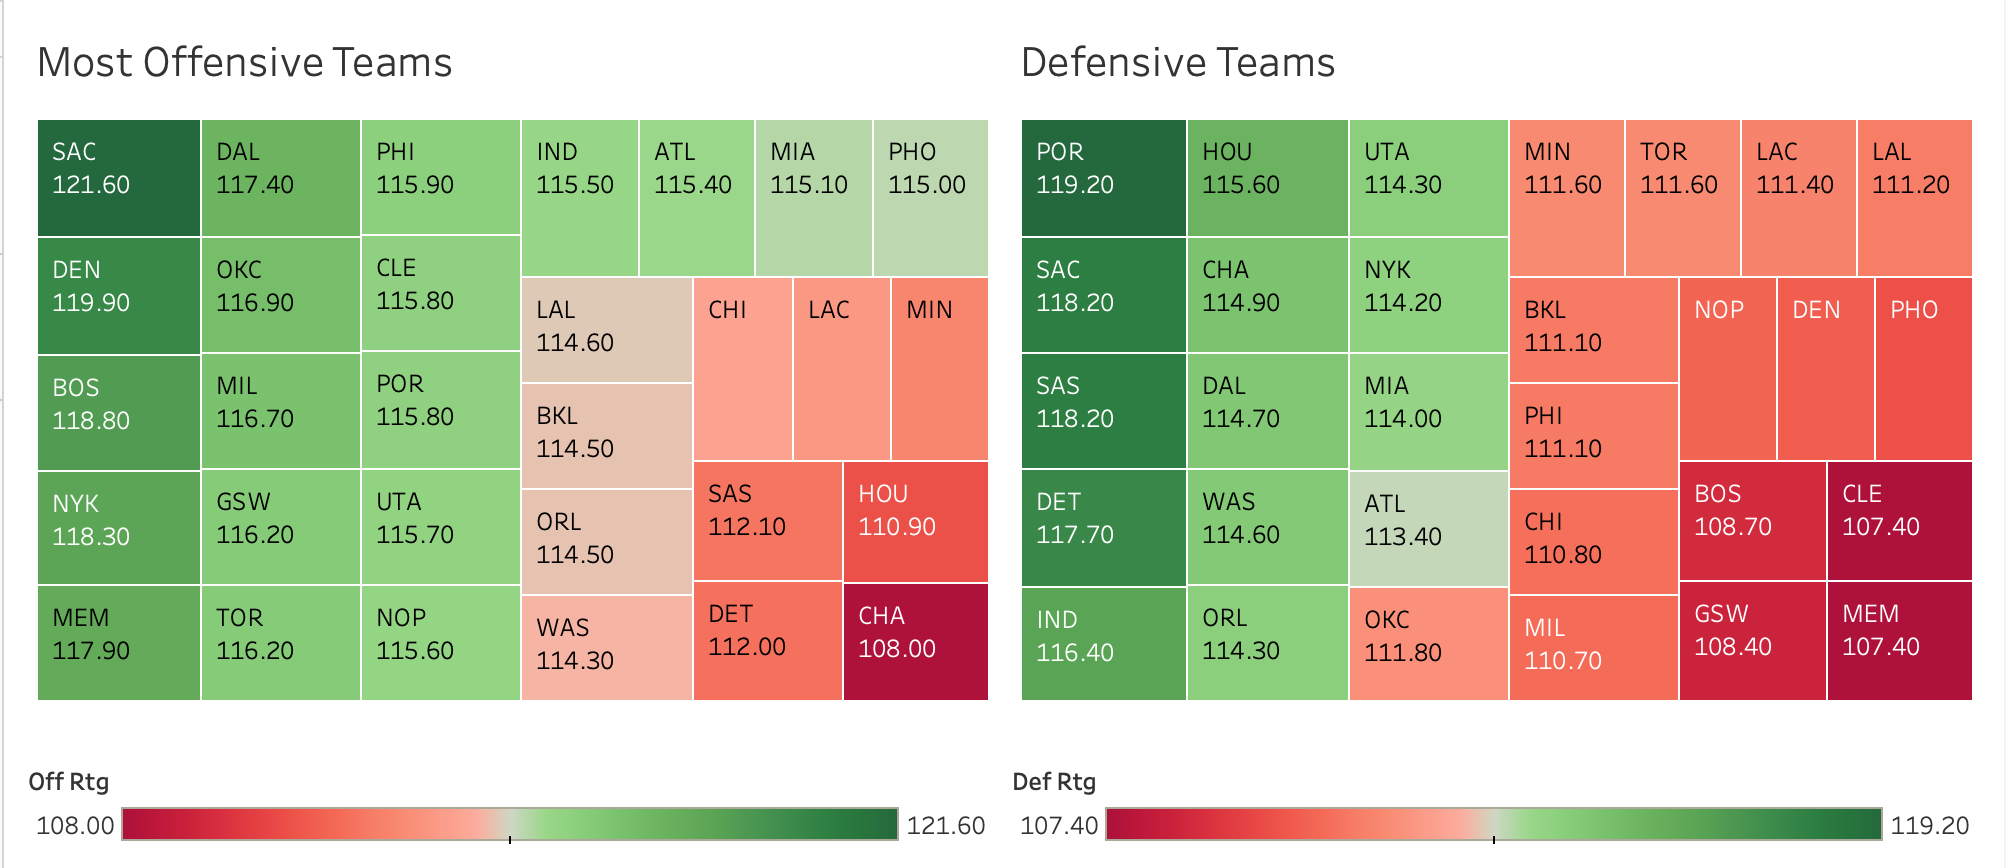 Most Offensive Teams
SAC
121.60
DEN
119.90
BOS
118.80
NYK
118.30
MEM
117.90
DAL
117.40
OKC
116.90
MIL
116.70
GSW
116.20
TOR
116.20
PHI
115.90
CLE
115.80
POR
115.80
UTA
115.70
NOP
115.60
IND
115.50
ATL
115.40
MIA
115.10
PHO
115.00
LAL
114.60
BKL
114.50
ORL
114.50
WAS
114.30
CHI
LAC
MIN
SAS
112.10
DET
112.00
HOU
110.90
CHA
108.00
Off Rtg
108.00
121.60
Defensive Teams
POR
119.20
SAC
118.20
SAS
118.20
DET
117.70
IND
116.40
HOU
115.60
CHA
114.90
DAL
114.70
WAS
114.60
ORL
114.30
UTA
114.30
NYK
114.20
MIA
114.00
ATL
113.40
OKC
111.80
MIN
111.60
TOR
111.60
LAC
111.40
LAL
111.20
BKL
111.10
PHI
111.10
CHI
110.80
MIL
110.70
NOP
DEN
PHO
BOS
108.70
GSW
108.40
CLE
107.40
MEM
107.40
Def Rtg
107.40
119.20